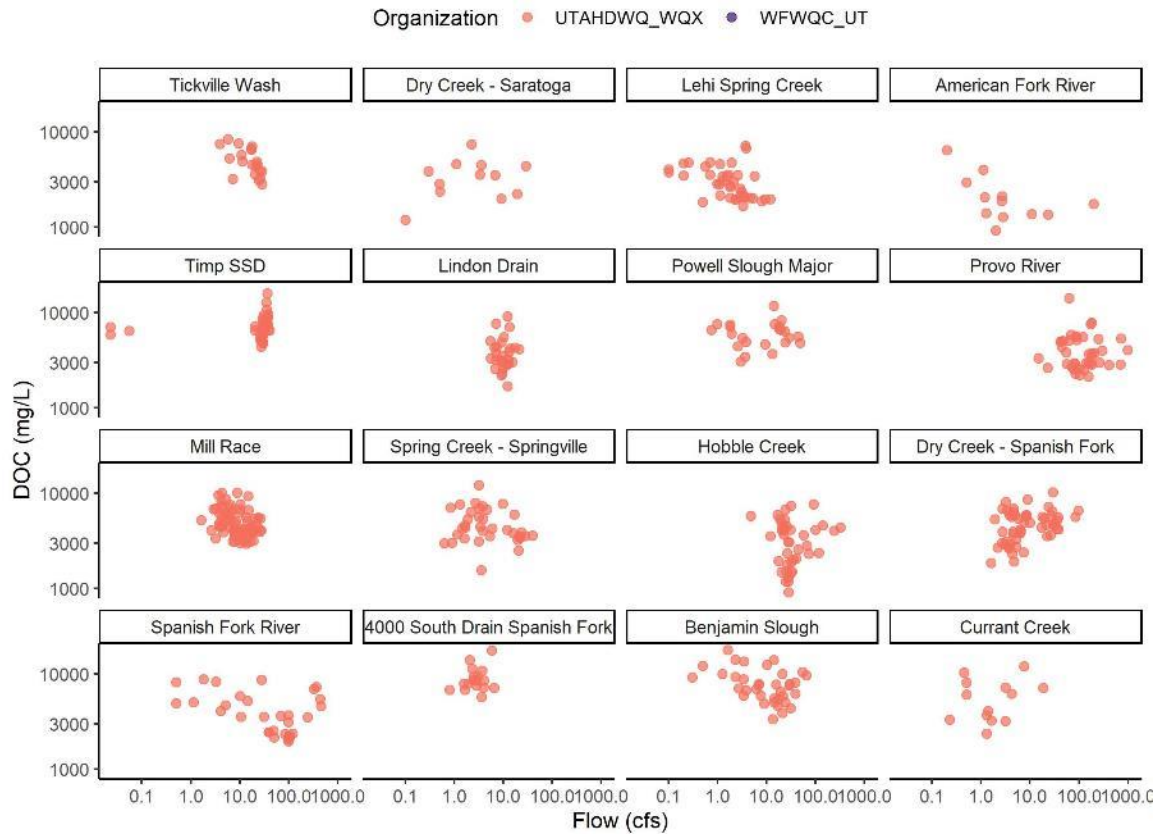 Organization UTAHDWQ_WQX WFWQC_UT
Tickville Wash Dry Creek - Saratoga Lehi Spring Creek American Fork River
10000
3000
1000
Timp SSD Lindon Drain Powell Slough Major Provo River
10000
3000
1000
DOC (mg/L)
Mill Race Spring Creek - Springville Hobble Creek Dry Creek - Spanish Fork
10000
3000
1000
Spanish Fork River 4000 South Drain Spanish Fork Benjamin Slough Currant Creek
10000
3000
1000
0.1 1.0 10.0 100.01000.0 0.1 1.0 10.0 100.01000.0 0.1 1.0 10.0 100.01000.0 0.1 1.0 10.0 100.01000.0
Flow (cfs)